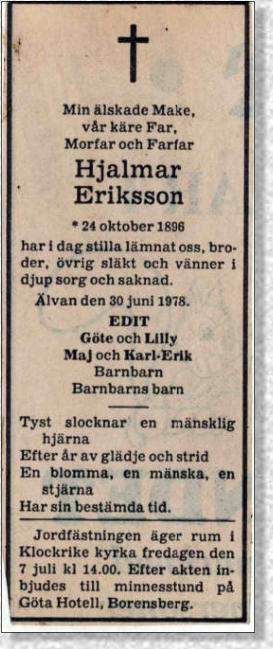 Min älskade Make,
vår käre Far,
Morfar och Farfar
Hjalmar
Eriksson
* 24 oktober 1896
har i dag stilla lämnat oss, bro-
der, övrig släkt och vänner i
djup sorg och saknad.
Älvan den 30 juni 1978.
EDIT
Göte och Lilly
Maj och Karl-Erik
Barnbarn
Barnbarns barn
Tyst slocknar en mänsklig
hjärna
Efter år av glädje och strid
En blomma, en mänska, en
stjärna
Har sin bestämda tid.
Jordfästningen äger rum i
Klockrike kyrka fredagen den
7 juli kl 14.00. Efter akten in-
bjudes till minnesstund på
Göta Hotell, Borensberg.